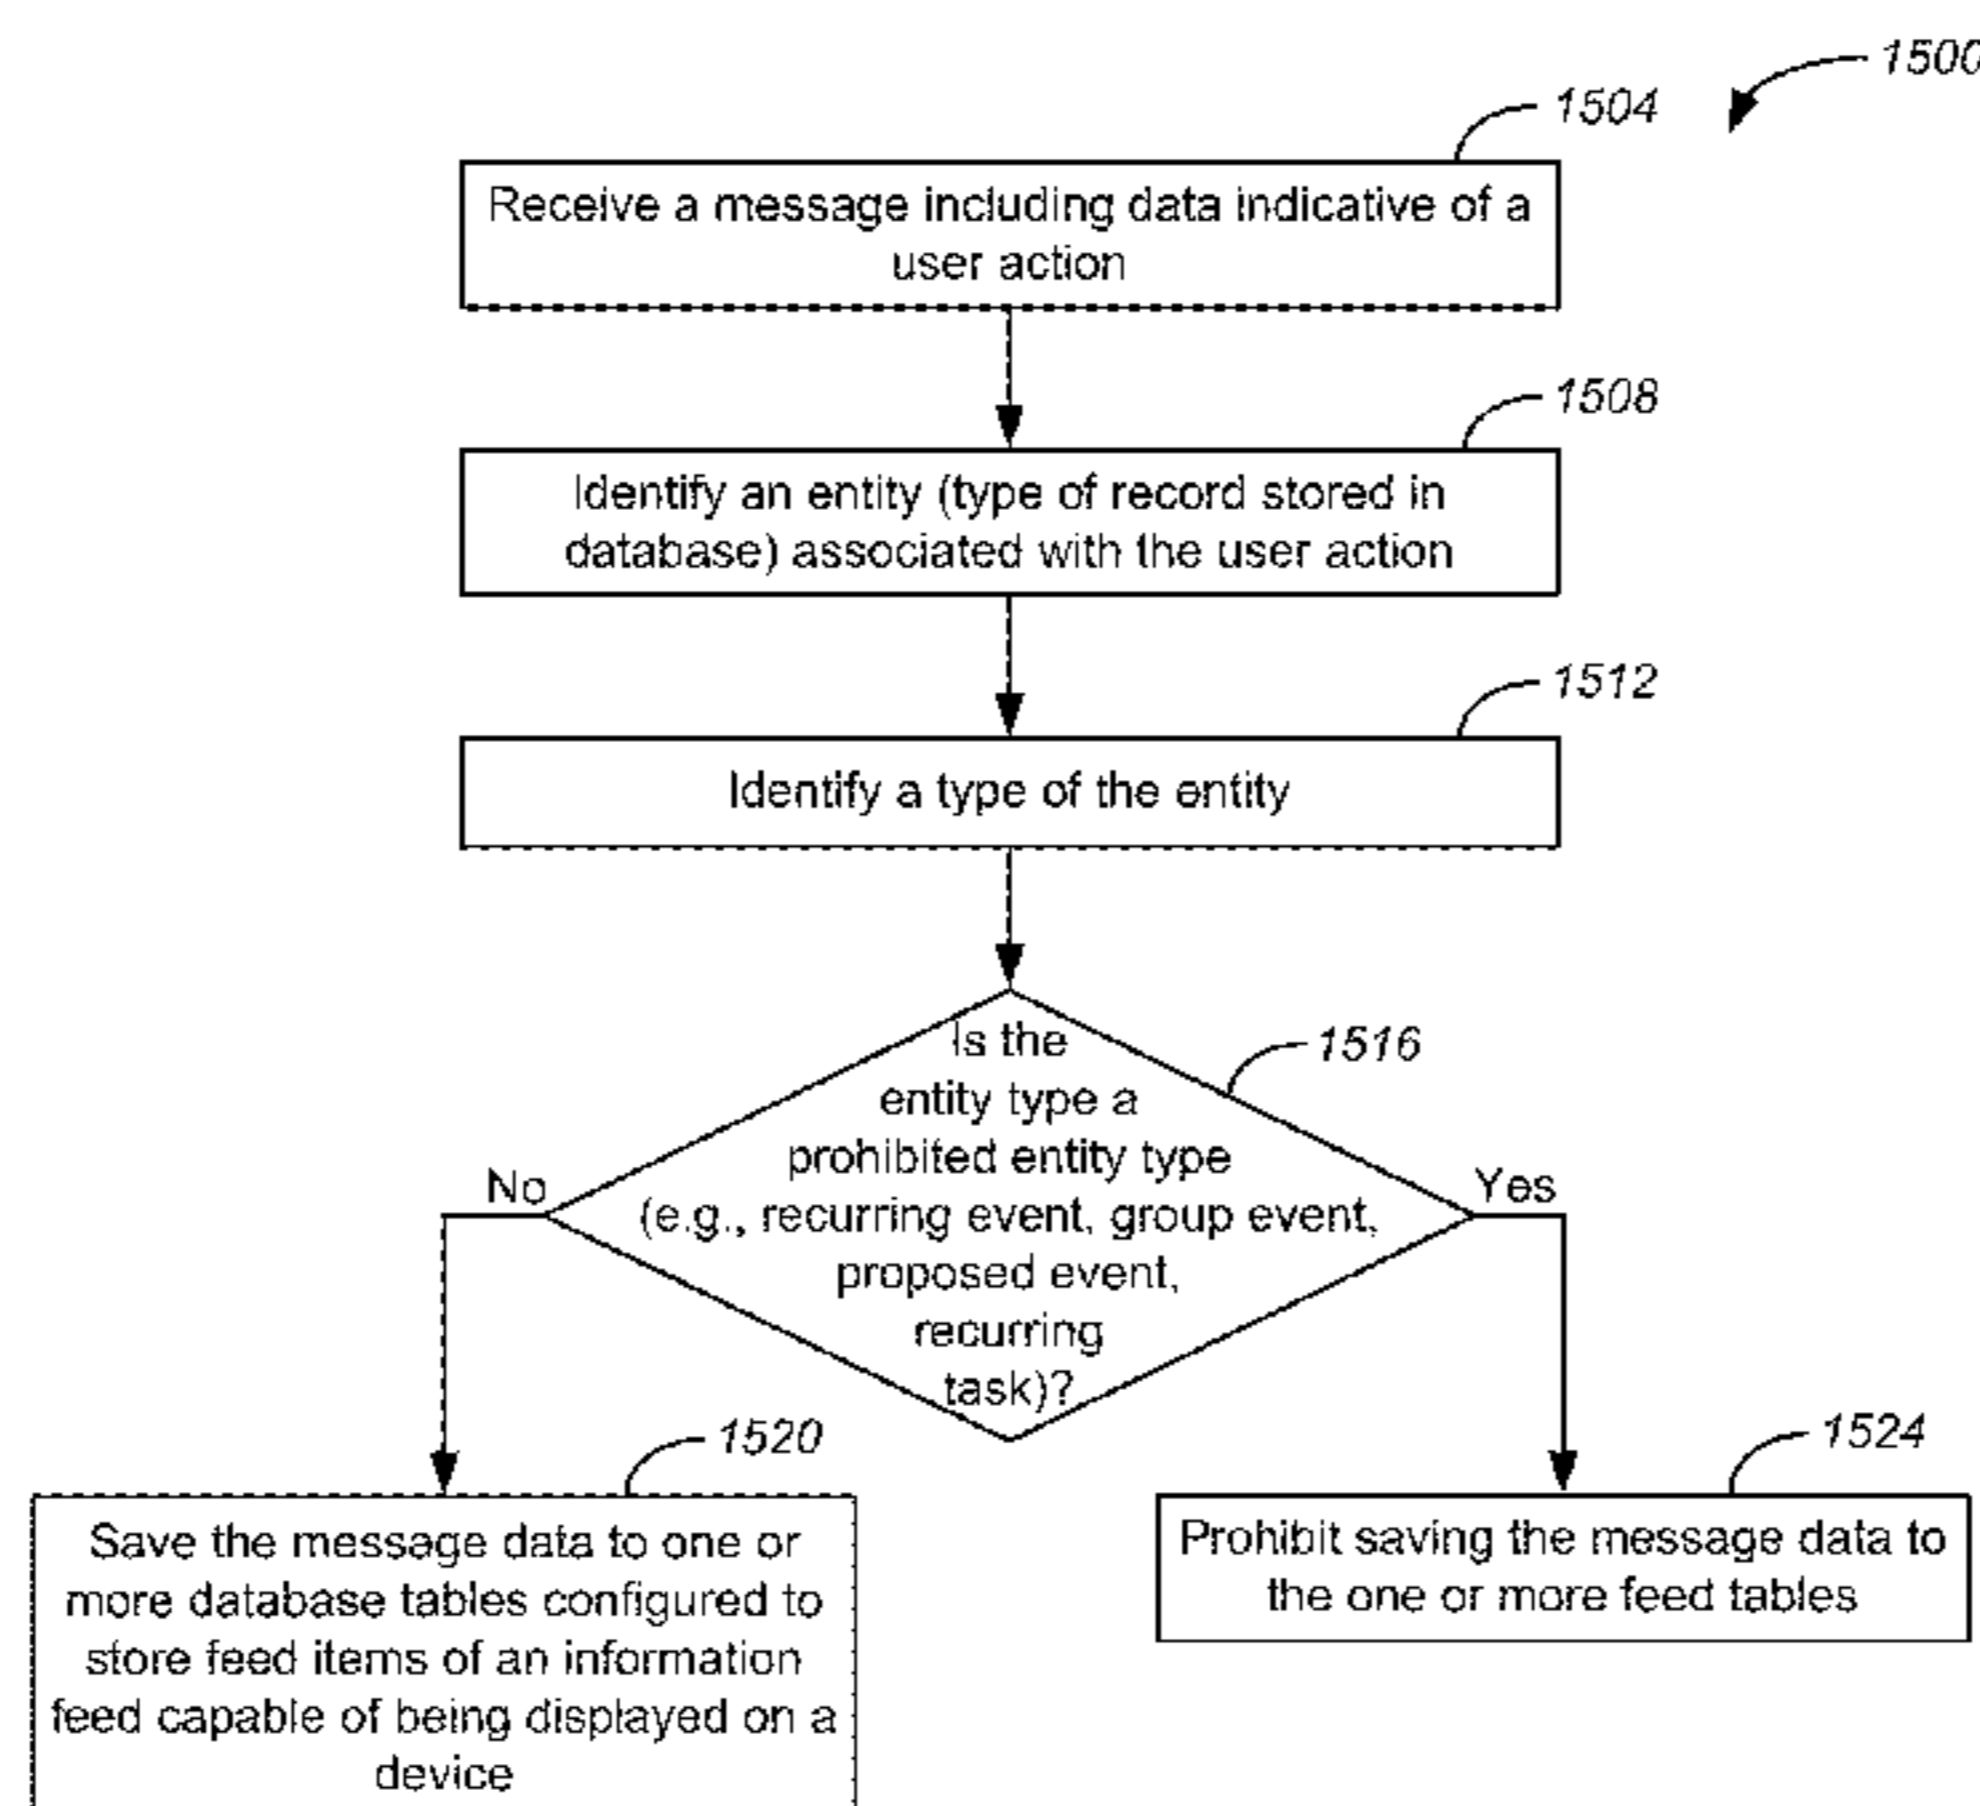 1500
1504
Receive a message including data indicative of a
user action
1508
Identify an entity (type of record stored in
database) associated with the user action
1512
Identify a type of the entity
1516
Is the
entity type a
prohibited entity type
(e.g., recurring event, group event,
proposed event,
recurring
task)?
No
Yes
1520
Save the message data to one or
more database tables configured to
store feed items of an information
feed capable of being displayed on a
device
1524
Prohibit saving the message data to
the one or more feed tables